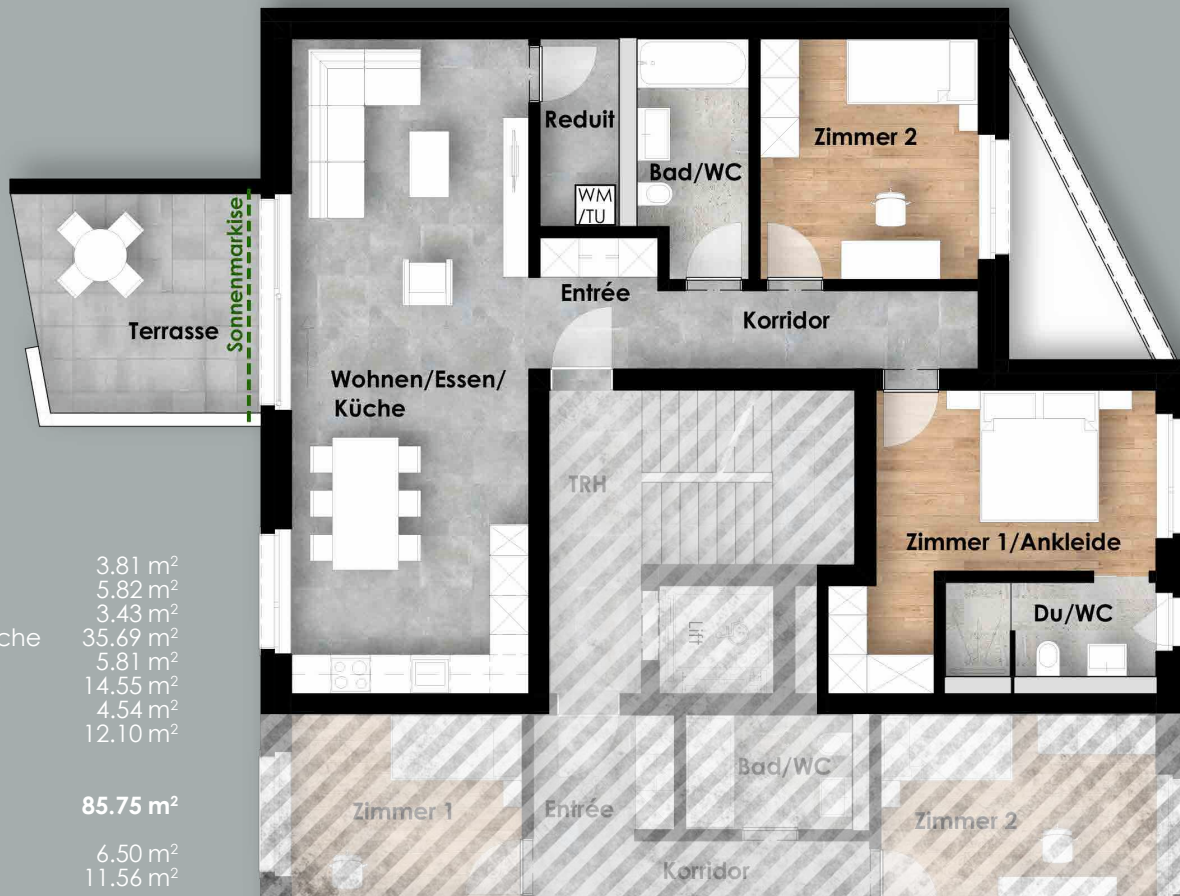 Reduit
Zimmer 2
Bad/WC
WM
/TU
Sonnenmarkise
Entrée
Terrasse
Korridor
Wohnen/Essen/
Küche
TRH
Zimmer 1/Ankleide
Lift
Du/WC
3.81 m²
5.82 m²
3.43 m²
che 35.69 m²
5.81 m²
14.55 m²
4.54 m²
12.10 m²
85.75 m²
6.50 m²
11.56 m²
Bad/WC
Zimmer 1
Entrée
Zimmer 2
Korridor